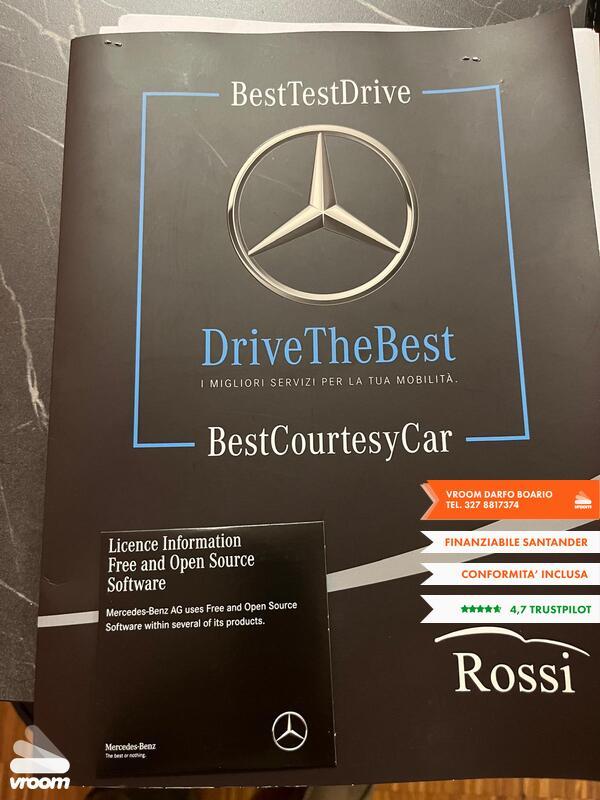 BestTestDrive
DriveTheBest
I MIGLIORI SERVIZI PER LA TUA MOBILITÀ.
BestCourtesyCar
VROOM DARFO BOARIO
TEL. 327 8817374
vroom
FINANZIABILE SANTANDER
CONFORMITA' INCLUSA
4,7 TRUSTPILOT
Rossi
Licence Information
Free and Open Source
Software
Mercedes-Benz AG uses Free and Open Source
Software within several of its products.
Mercedes-Benz
The best or nothing.
vroom